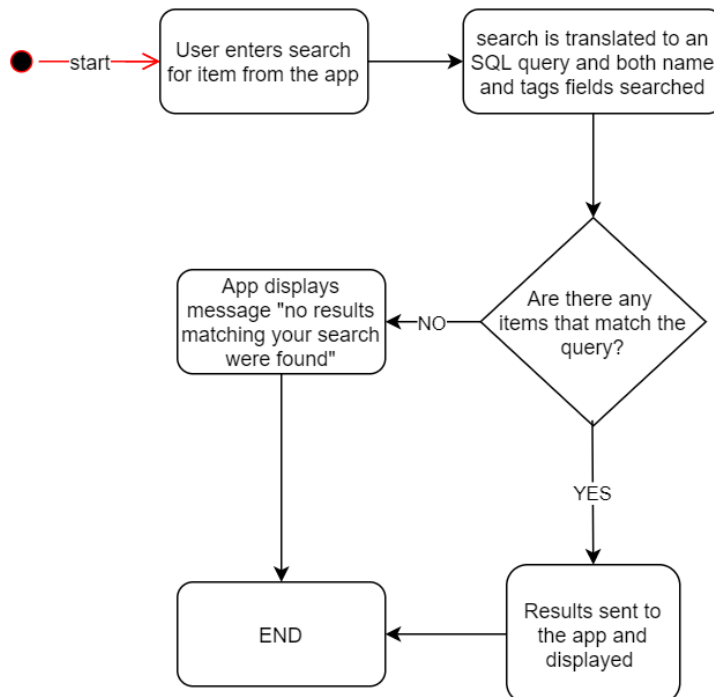 start
User enters search
for item from the app
search is translated to an
SQL query and both name
and tags fields searched
Are there any
items that match the
query?
NO
App displays
message "no results
matching your search
were found"
YES
Results sent to
the app and
displayed
END